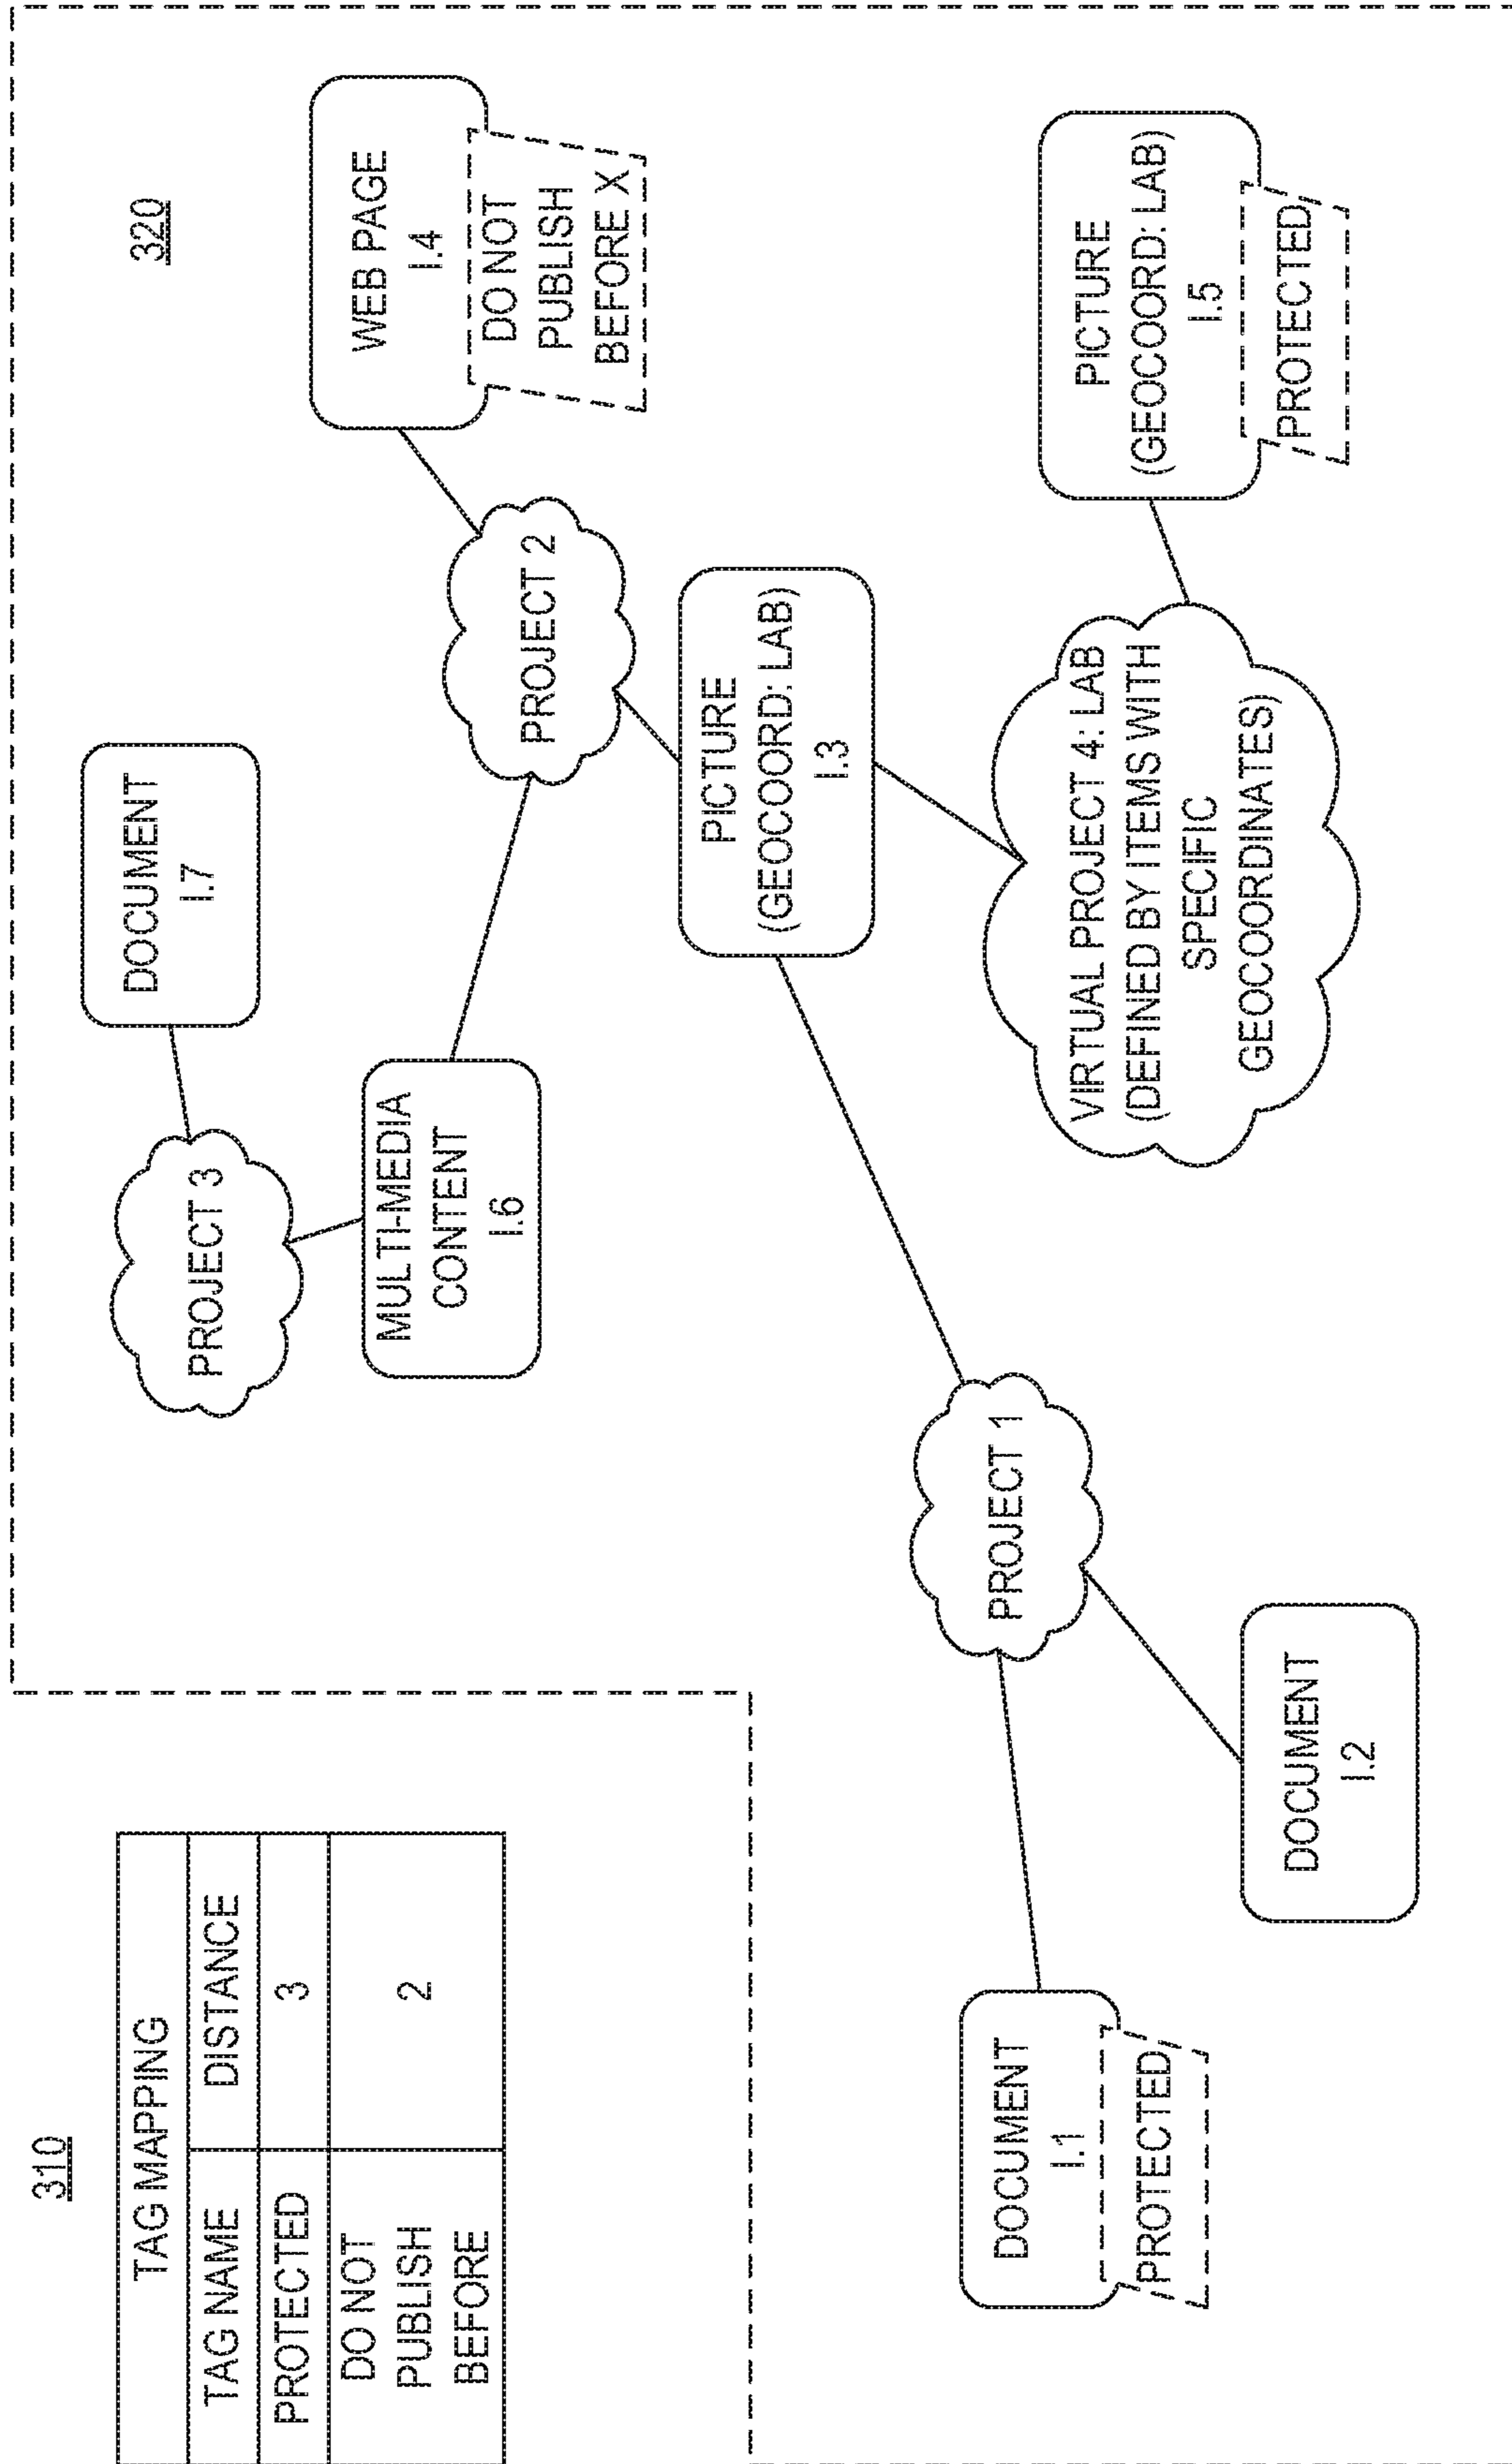 310
TAG MAPPING
TAG NAME DISTANCE
PROTECTED 3
DO NOT
PUBLISH 2
BEFORE
320
DOCUMENT
I.7
PROJECT 3
WEB PAGE
I.4
DO NOT
PUBLISH
BEFORE X
MULTI-MEDIA
CONTENT
I.6
PROJECT 2
PICTURE
(GEOCOORD: LAB)
I.3
PROJECT 1
DOCUMENT
I.1
PROTECTED
DOCUMENT
I.2
VIRTUAL PROJECT 4: LAB
(DEFINED BY ITEMS WITH
SPECIFIC
GEOCOORDINATES)
PICTURE
(GEOCOORD: LAB)
I.5
PROTECTED